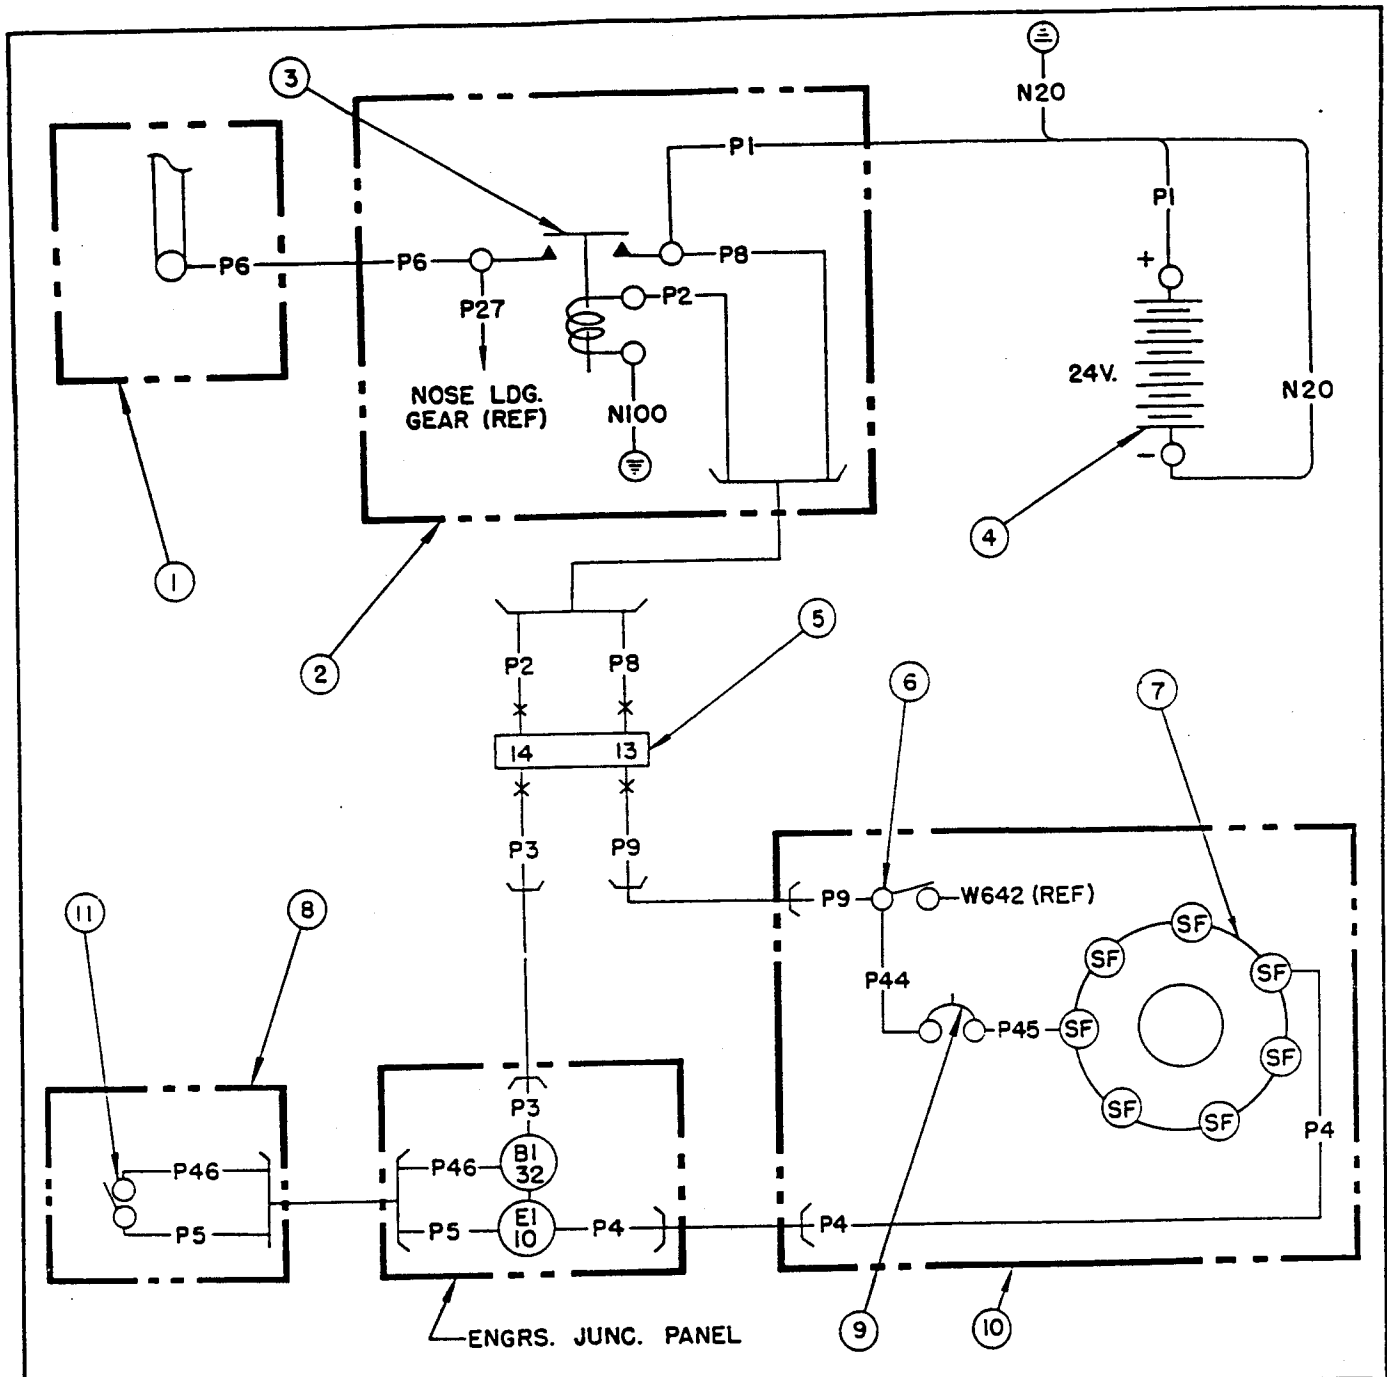 3
N20
P1
P1
P6
P6
P8
P2
P27
24V.
N20
NOSE LDG.
GEAR (REF)
N100
+
-
4
1
2
5
P2
P8
6
7
14
13
P3
P9
11
8
P9
W642 (REF)
SF
SF
SF
P44
P45
SF
SF
SF
SF
P3
P4
P46
P46
B1
32
P5
P5
E1
10
P4
P4
9
10
ENGRS. JUNC. PANEL